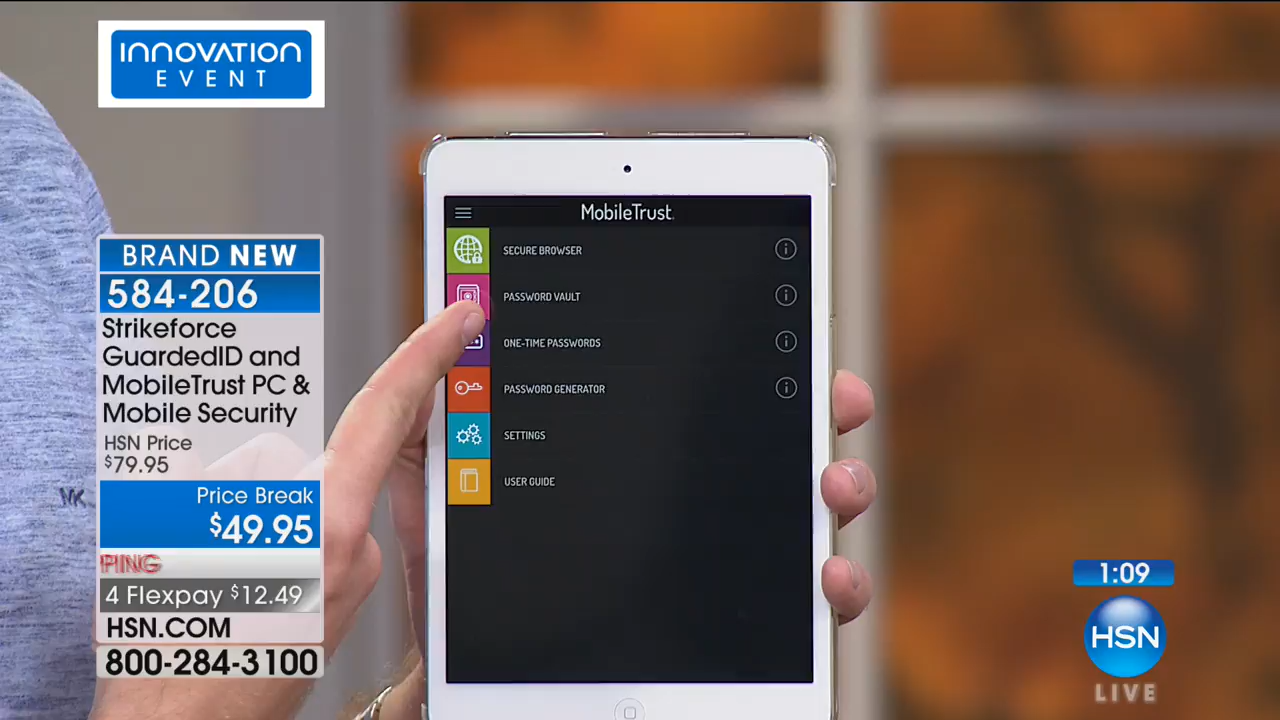 INNOVATION
EVENT
BRAND NEW
584-206
Strikeforce
GuardedID and
MobileTrust PC &
Mobile Security
HSN Price
$79.95
Price Break
$49.95
PING
4 Flexpay $12.49
HSN.COM
800-284-3100
MobileTrust
SECURE BROWSER
PASSWORD VAULT
ONE-TIME PASSWORDS
PASSWORD GENERATOR
SETTINGS
USER GUIDE
1:09
HSN
LIVE